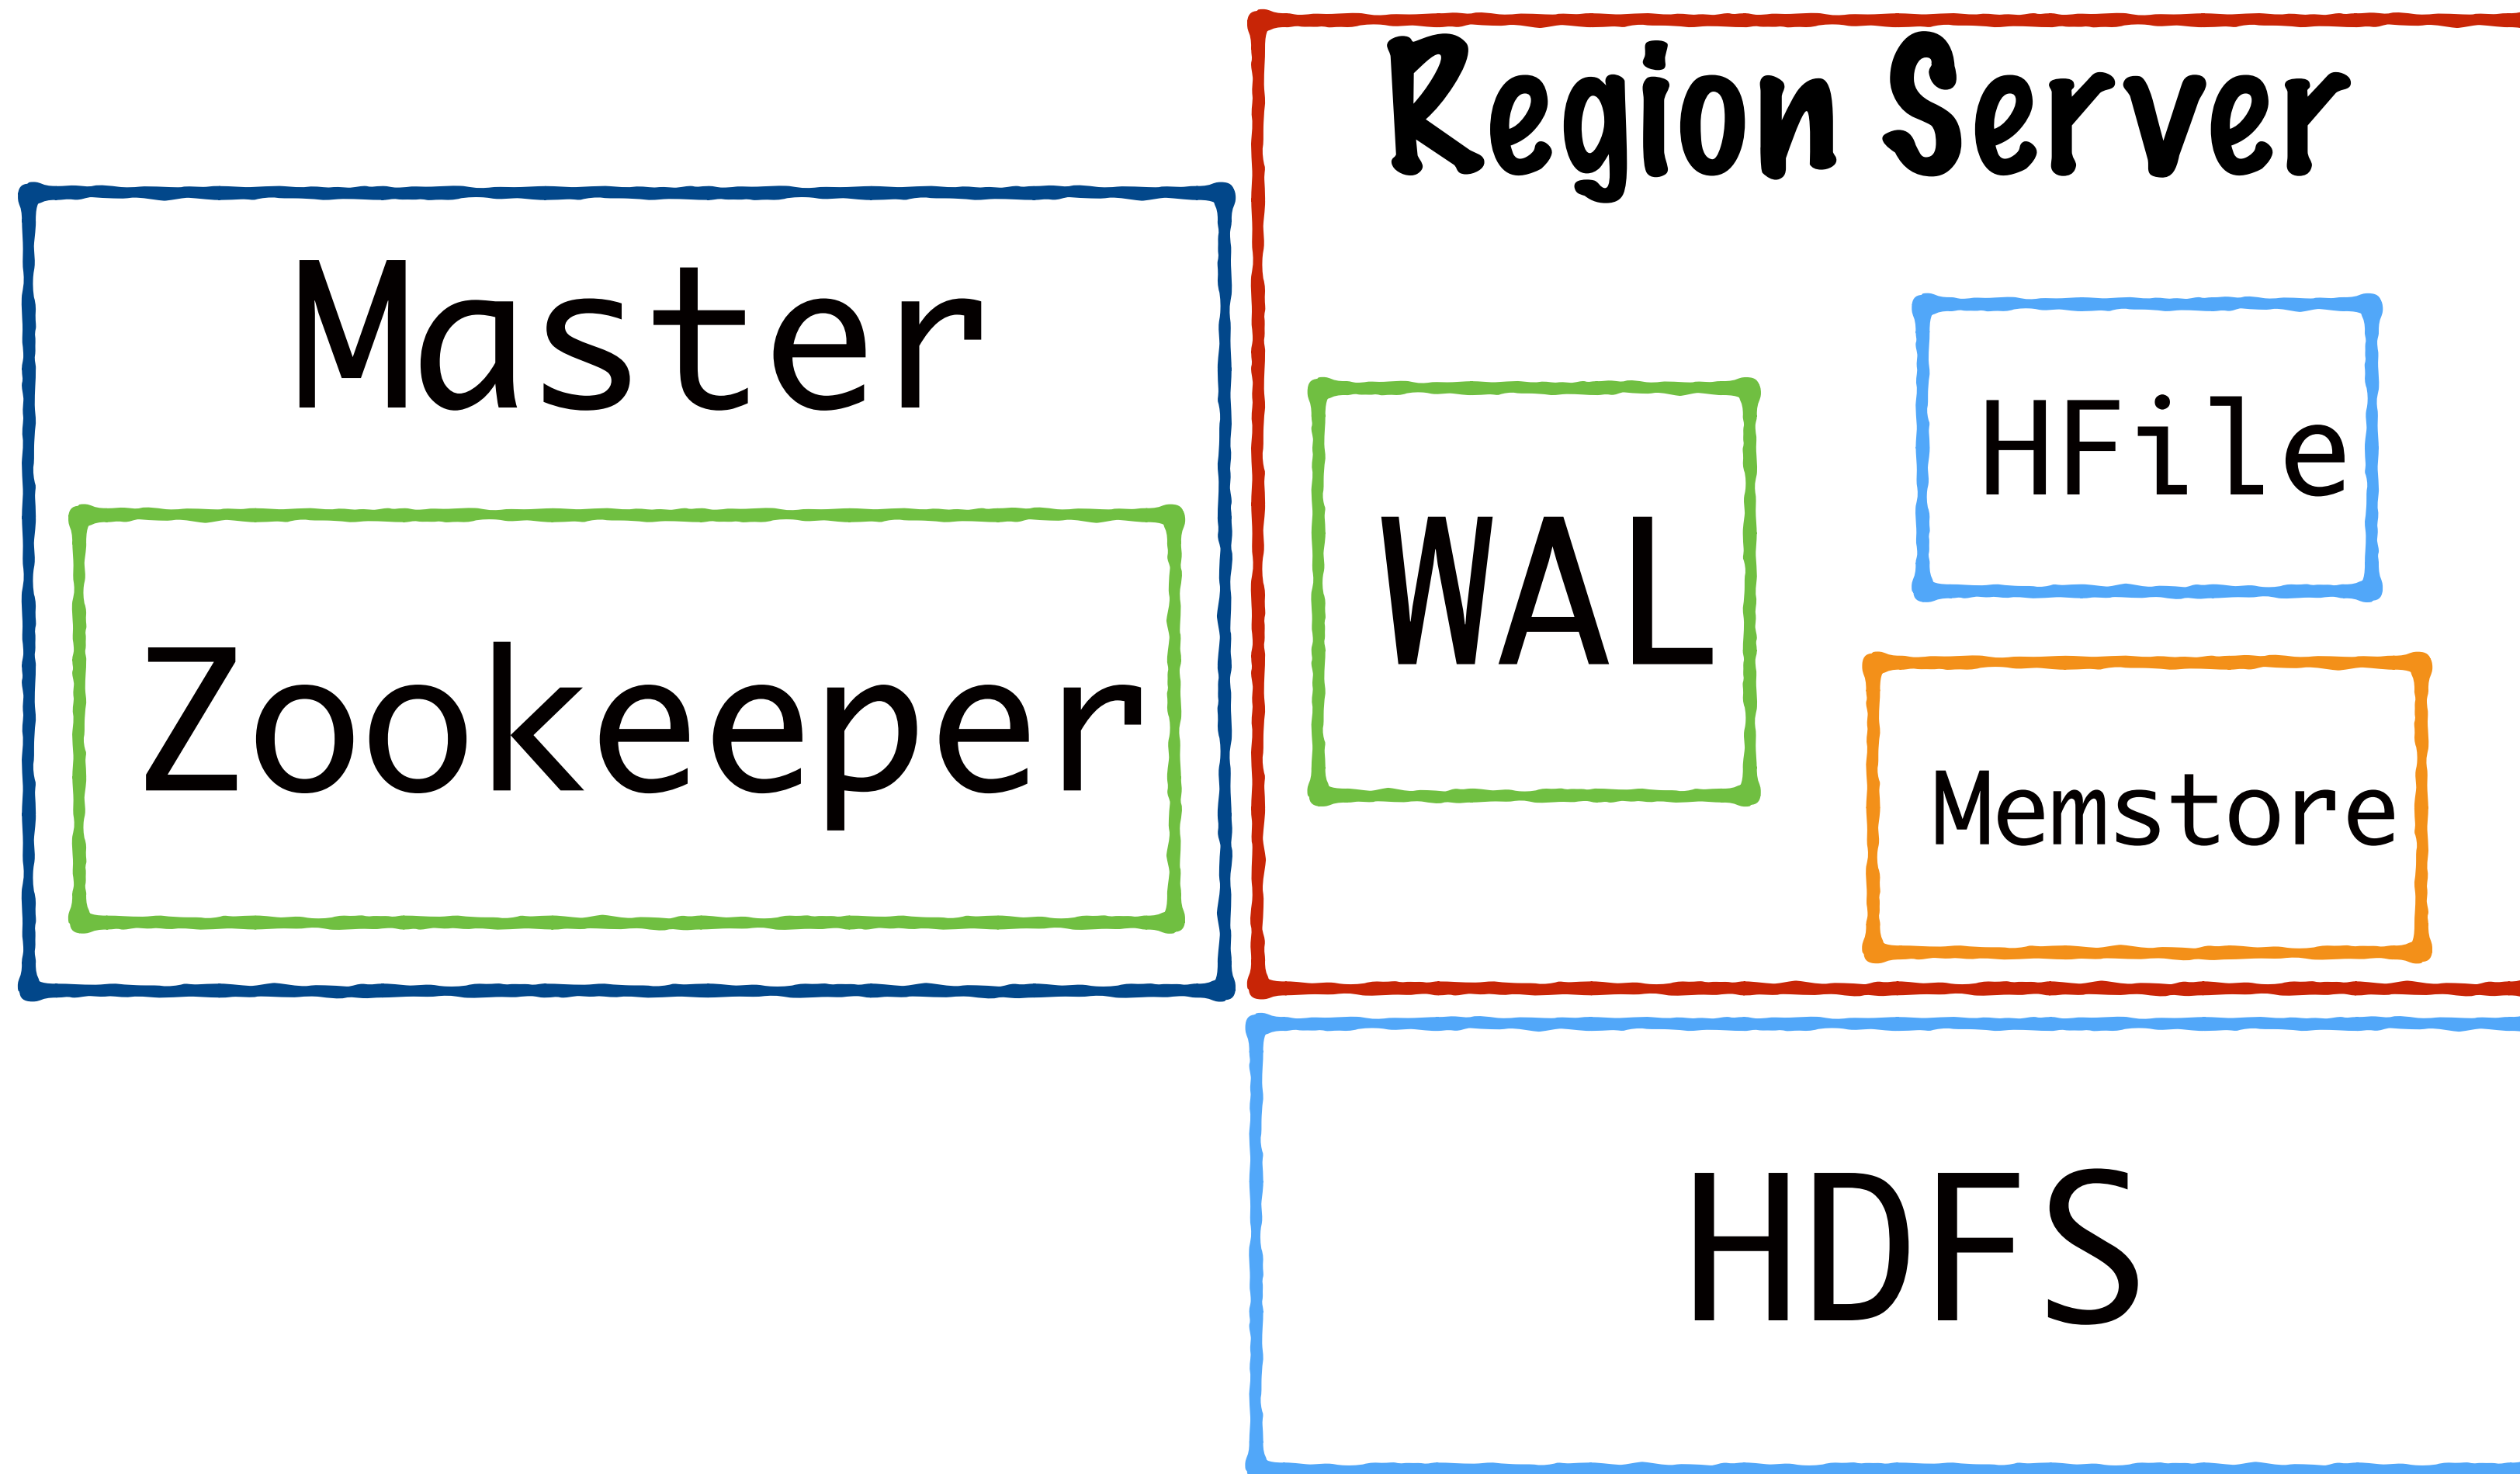 Region Server
Master
Zookeeper
WAL
HFile
Memstore
HDFS